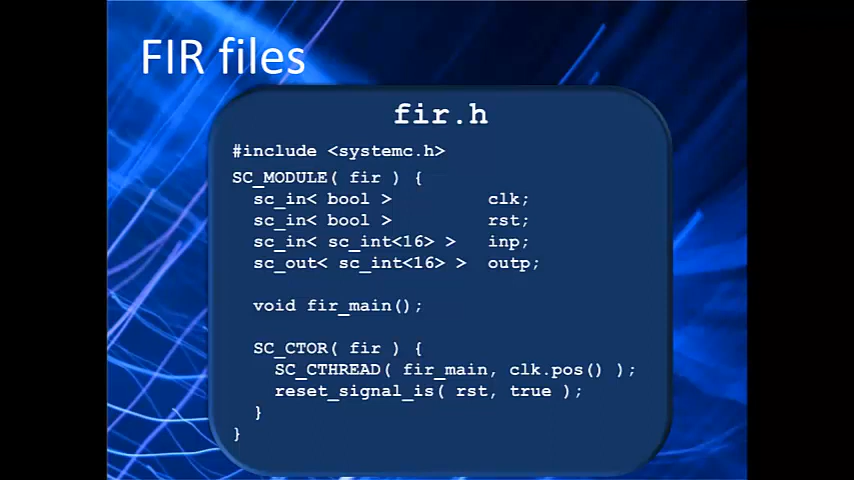 FIR files
fir.h
#include <systemc.h>
SC_MODULE( fir ) {
  sc_in< bool >         clk;
  sc_in< bool >         rst;
  sc_in< sc_int<16> >   inp;
  sc_out< sc_int<16> >  outp;
  void fir_main();
  SC_CTOR( fir ) {
    SC_CTHREAD( fir_main, clk.pos() );
    reset_signal_is( rst, true );
  }
}